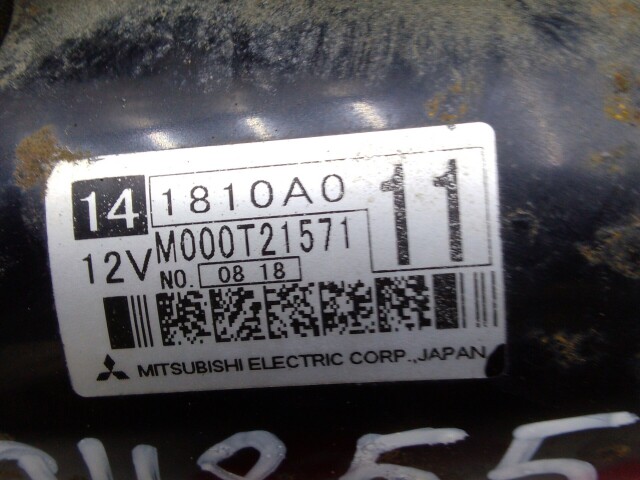 14 1810A0 11
12V M000T21571
NO. 08 18
MITSUBISHI ELECTRIC CORP.,JAPAN